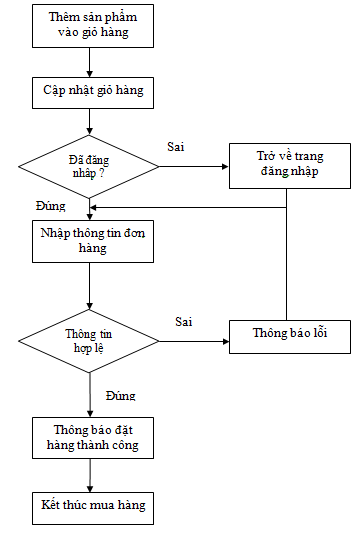 Thêm sản phẩm
vào giỏ hàng
Cập nhật giỏ hàng
Đã đăng
nhâp ?
Sai
Trở về trang
đăng nhập
Đúng
Nhập thông tin đơn
hàng
Thông tin
hợp lệ
Sai
Thông báo lỗi
Đúng
Thông báo đặt
hàng thành công
Kết thúc mua hàng